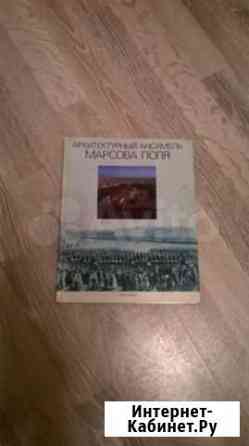 АРХИТЕКТУРНЫЙ АНСАМБЛЬ
МАРСОВА ПОЛЯ
Интернет-
Кабинет.Ру